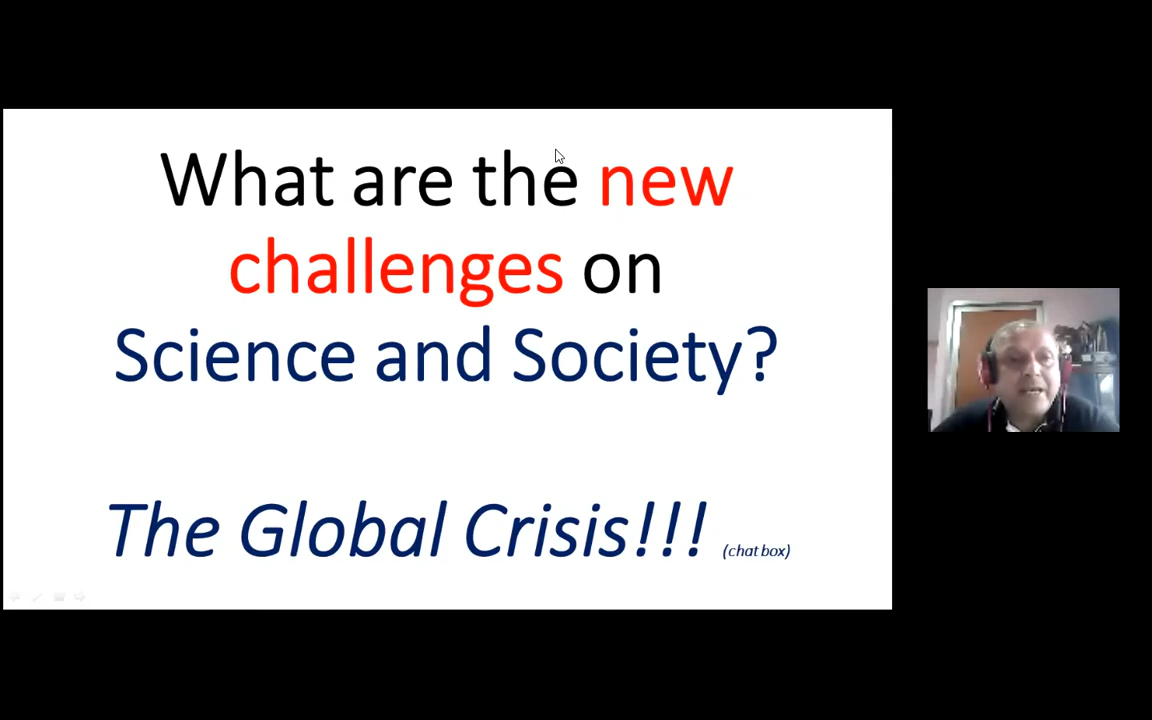 What are the new
challenges on
Science and Society?
The Global Crisis!!! (chat box)